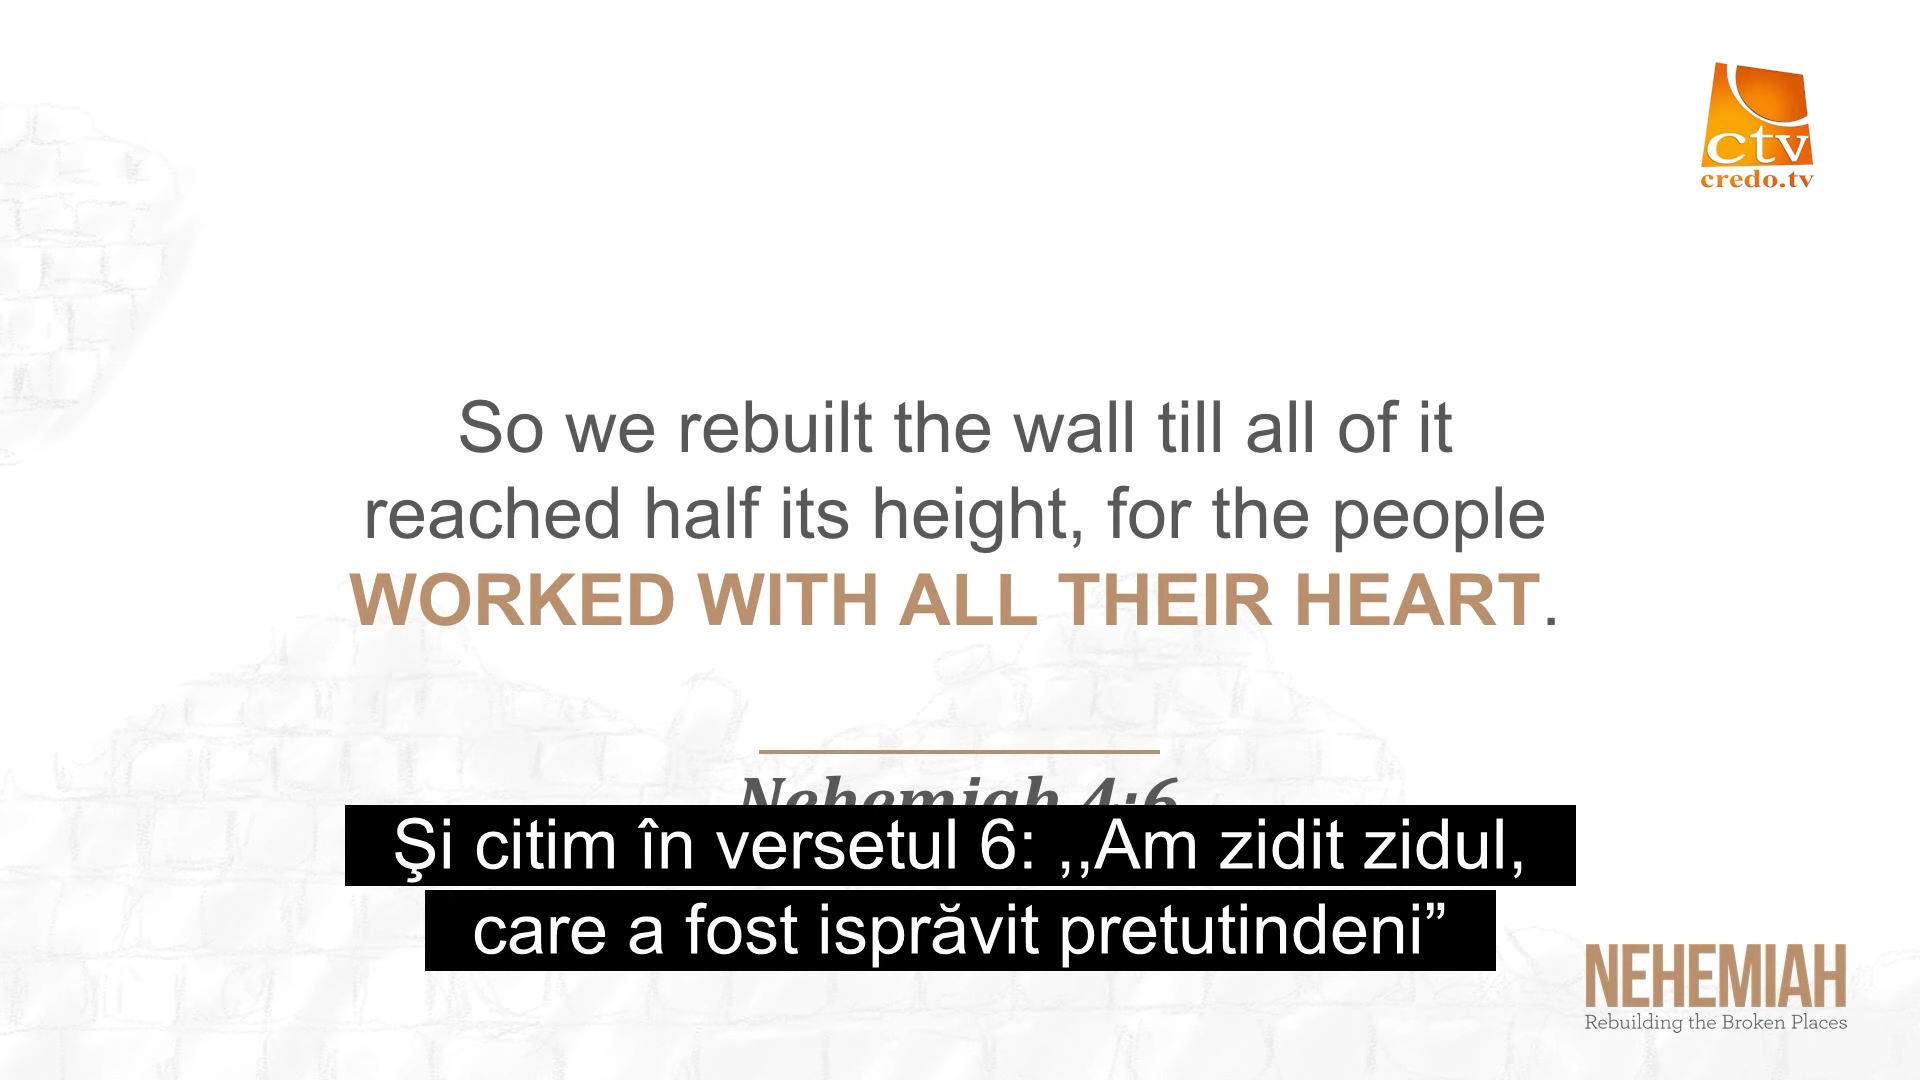 ctv
credo.tv
So we rebuilt the wall till all of it
reached half its height, for the people
WORKED WITH ALL THEIR HEART.
Nehemiah 4:6
Şi citim în versetul 6: ,,Am zidit zidul,
care a fost isprăvit pretutindeni”
NEHEMIAH
Rebuilding the Broken Places